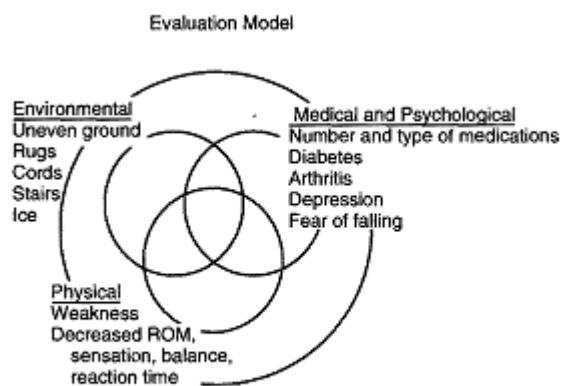 Evaluation Model
Environmental
Uneven ground
Rugs
Cords
Stairs
Ice
Medical and Psychological
Number and type of medications
Diabetes
Arthritis
Depression
Fear of falling
Physical
Weakness
Decreased ROM,
sensation, balance,
reaction time